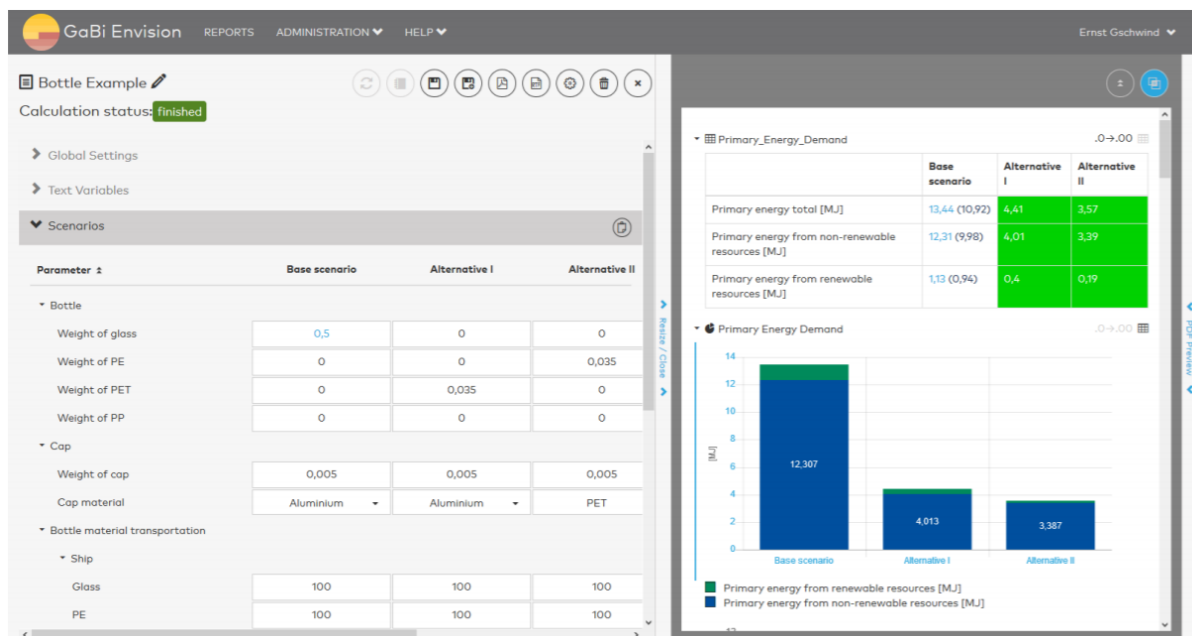 GaBi Envision REPORTS ADMINISTRATION HELP Ernst Gschwind
Bottle Example
Calculation status: finished
Global Settings
Text Variables
Scenarios
Parameter Base scenario Alternative I Alternative II
Bottle
Weight of glass 0,5 0 0
Weight of PE 0 0 0,035
Weight of PET 0 0,035 0
Weight of PP 0 0 0
Cap
Weight of cap 0,005 0,005 0,005
Cap material Aluminium Aluminium PET
Bottle material transportation
Ship
Glass 100 100 100
PE 100 100 100
Resize / Close
Primary_Energy_Demand .0→.00
Base scenario Alternative I Alternative II
Primary energy total [MJ] 13,44 (10,92) 4,41 3,57
Primary energy from non-renewable resources [MJ] 12,31 (9,98) 4,01 3,39
Primary energy from renewable resources [MJ] 1,13 (0,94) 0,4 0,19
Primary Energy Demand .0→.00
[MJ]
14
12
10
8
6
4
2
0
12,307
4,013
3,387
Base scenario Alternative I Alternative II
Primary energy from renewable resources [MJ]
Primary energy from non-renewable resources [MJ]
PDF Preview